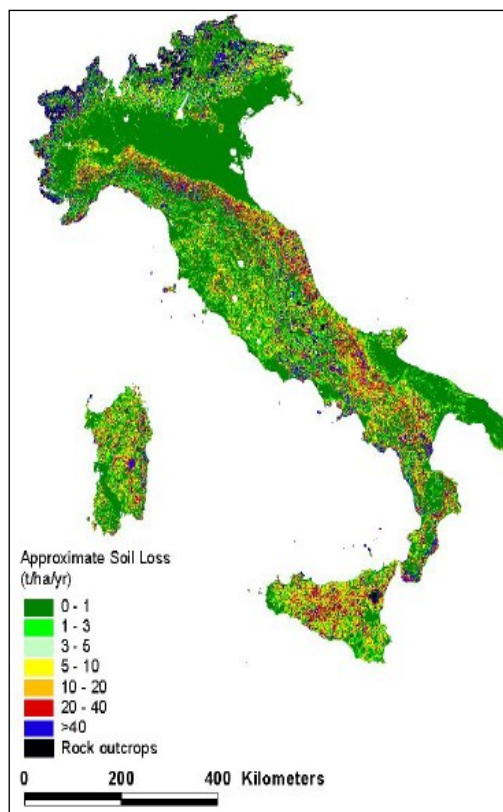 Approximate Soil Loss
(t/ha/yr)
0 - 1
1 - 3
3 - 5
5 - 10
10 - 20
20 - 40
>40
Rock outcrops
0 200 400 Kilometers